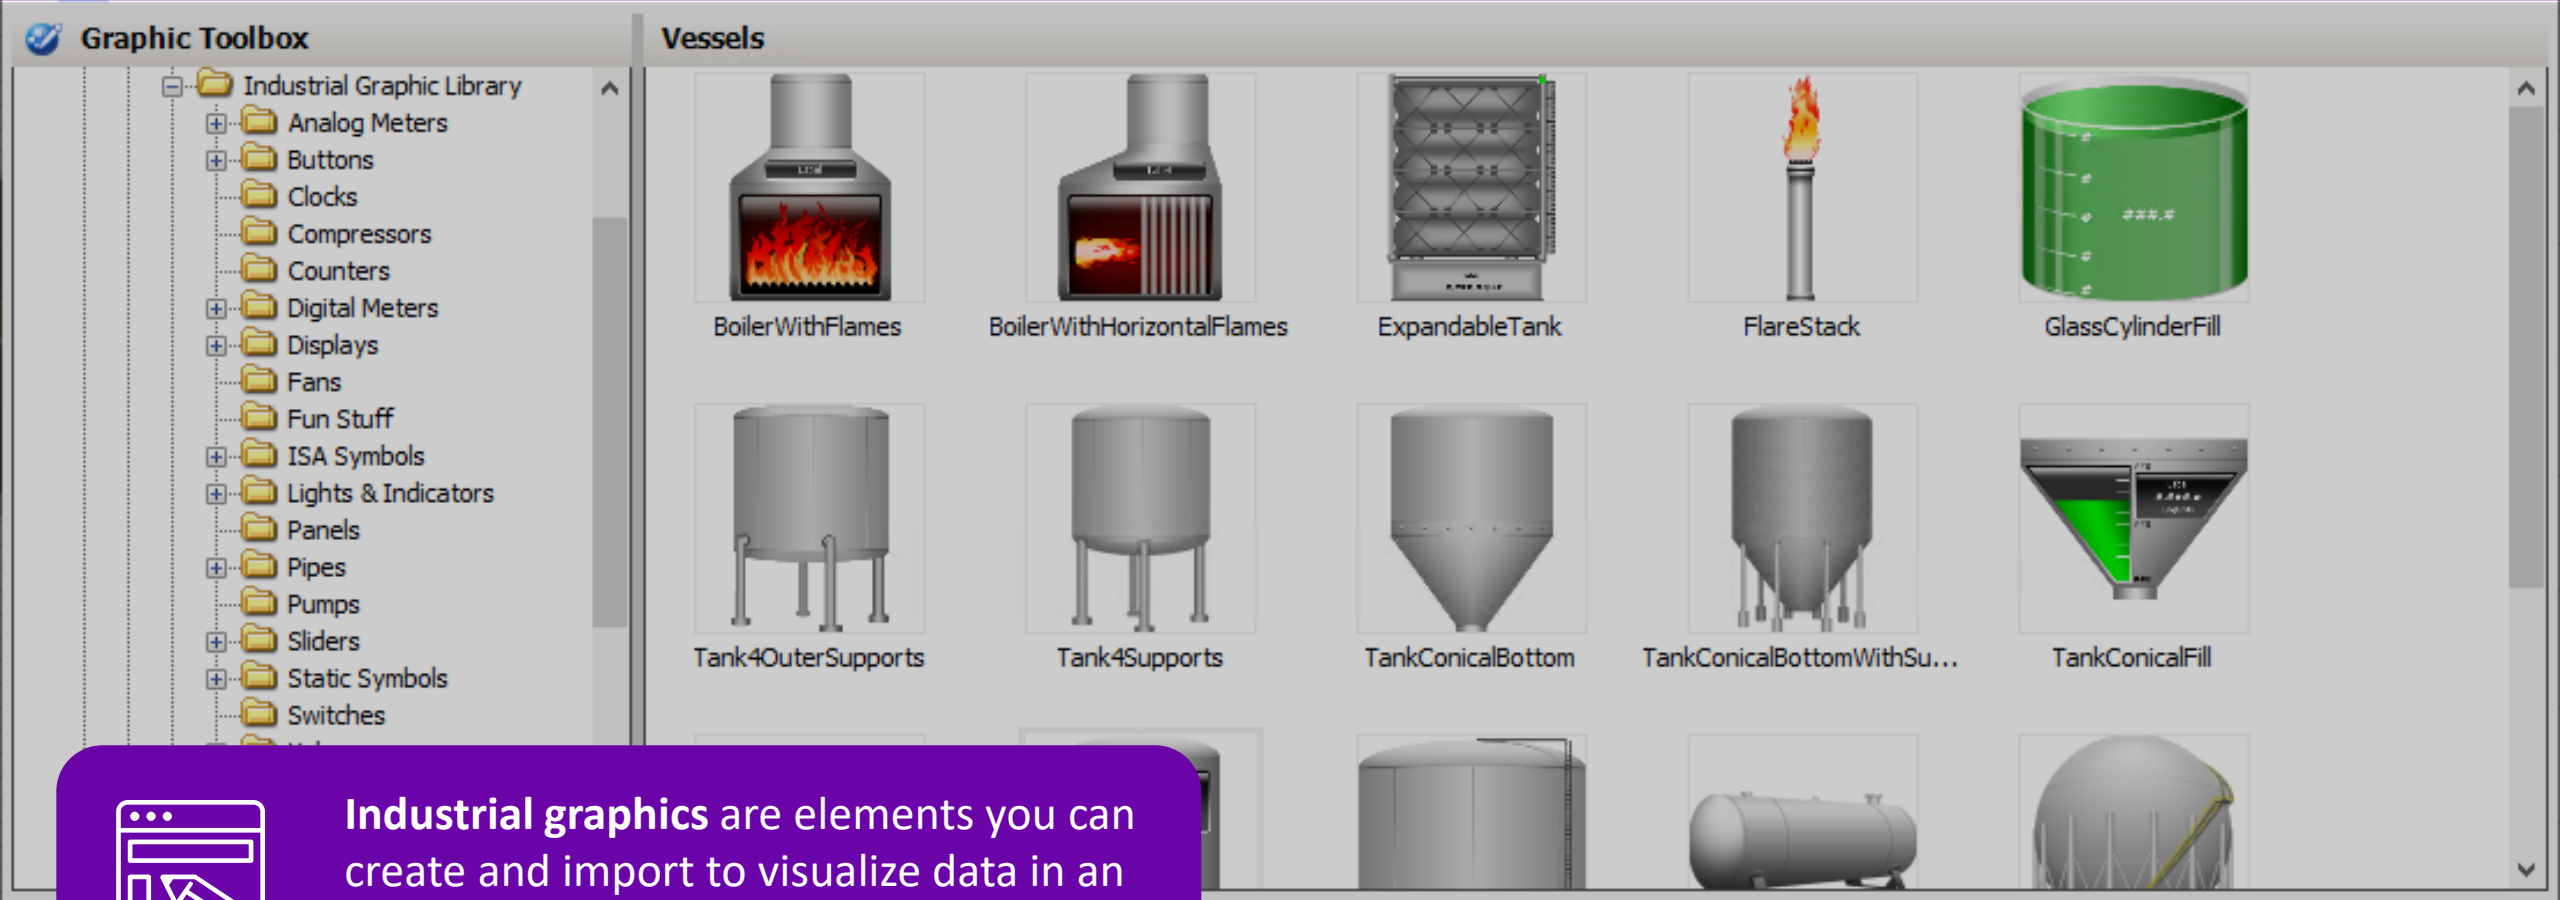 Graphic Toolbox
Vessels
Industrial Graphic Library
Analog Meters
Buttons
Clocks
Compressors
Counters
Digital Meters
Displays
Fans
Fun Stuff
ISA Symbols
Lights & Indicators
Panels
Pipes
Pumps
Sliders
Static Symbols
Switches
###.#
BoilerWithFlames
BoilerWithHorizontalFlames
ExpandableTank
FlareStack
GlassCylinderFill
Tank4OuterSupports
Tank4Supports
TankConicalBottom
TankConicalBottomWithSu...
TankConicalFill
Industrial graphics are elements you can
create and import to visualize data in an